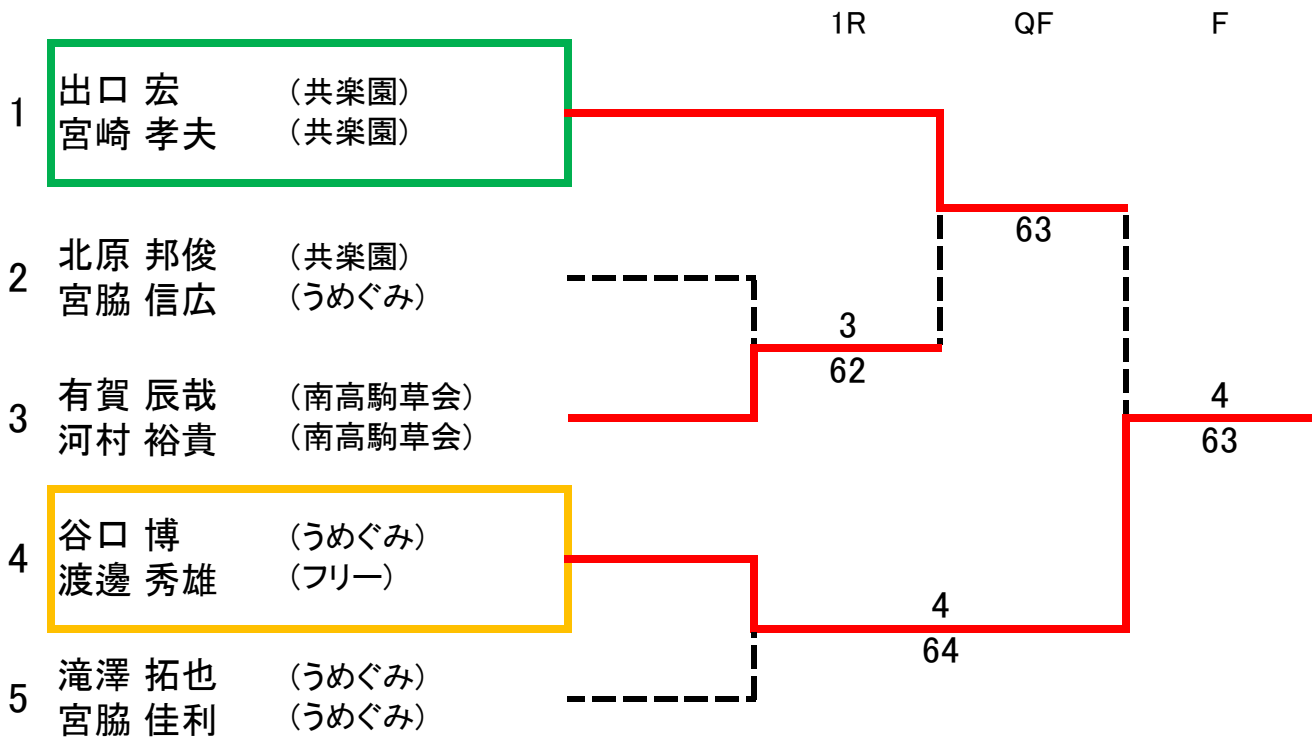 1R QF F
1
出口 宏 (共楽園)
宮崎 孝夫 (共楽園)
63
2
北原 邦俊 (共楽園)
宮脇 信広 (うめぐみ)
3
62
3
有賀 辰哉 (南高駒草会)
河村 裕貴 (南高駒草会)
4
63
4
谷口 博 (うめぐみ)
渡邊 秀雄 (フリー)
4
64
5
滝澤 拓也 (うめぐみ)
宮脇 佳利 (うめぐみ)